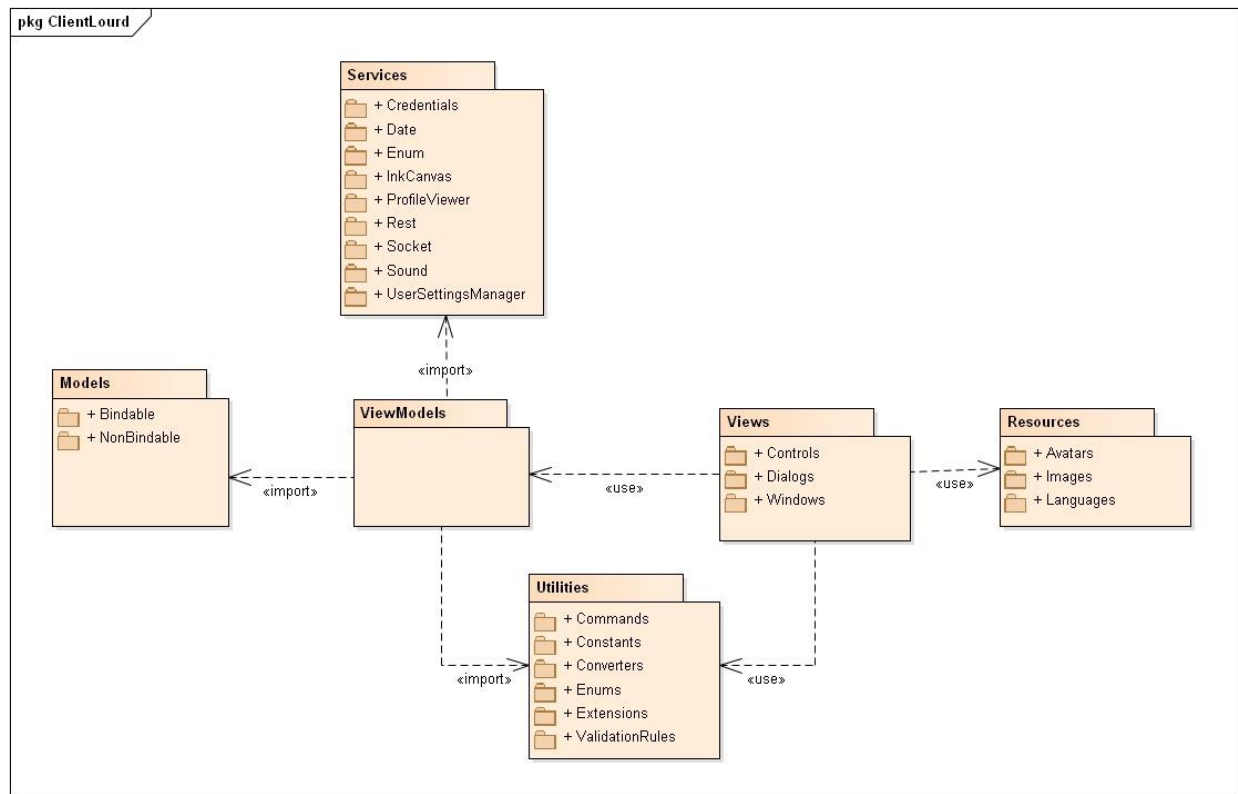 pkg ClientLourd
Services
+ Credentials
+ Date
+ Enum
+ InkCanvas
+ ProfileViewer
+ Rest
+ Socket
+ Sound
+ UserSettingsManager
«import»
Models
+ Bindable
+ NonBindable
«import»
ViewModels
«use»
Views
+ Controls
+ Dialogs
+ Windows
«use»
Resources
+ Avatars
+ Images
+ Languages
Utilities
+ Commands
+ Constants
+ Converters
+ Enums
+ Extensions
+ ValidationRules
«import»
«use»